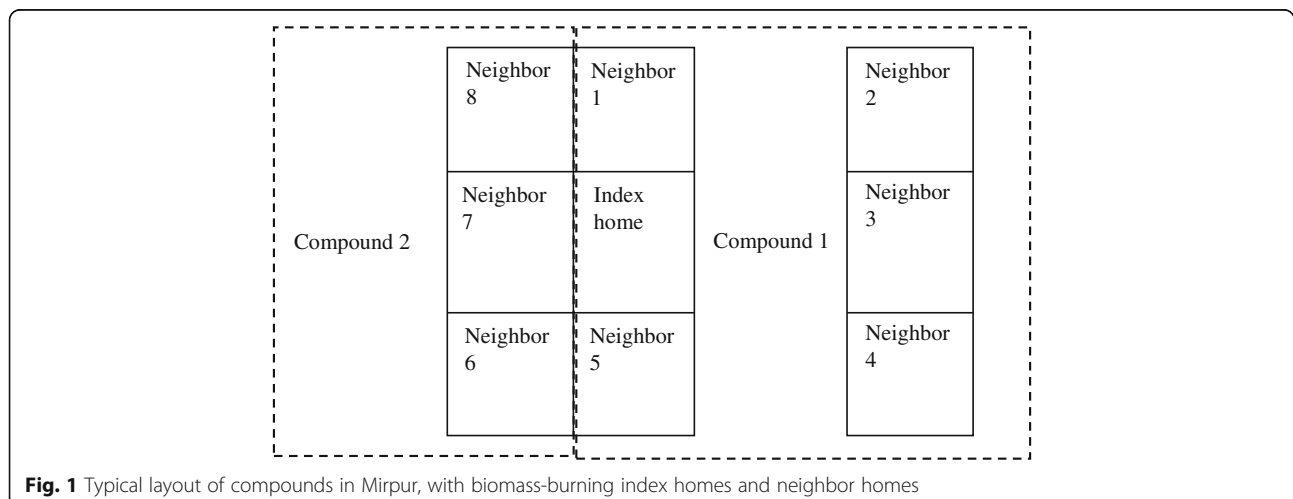 Neighbor
8
Neighbor
1
Neighbor
2
Neighbor
7
Index
home
Neighbor
3
Compound 2
Compound 1
Neighbor
6
Neighbor
5
Neighbor
4
Fig. 1 Typical layout of compounds in Mirpur, with biomass-burning index homes and neighbor homes